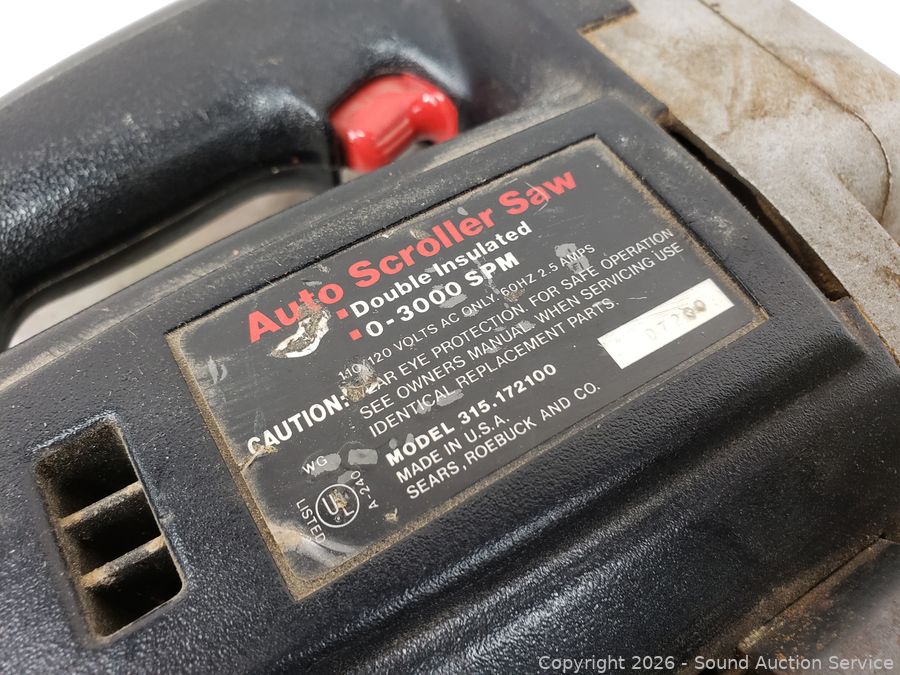 Auto Scroller Saw
▪Double Insulated
▪0-3000 SPM
110/120 VOLTS AC ONLY. 60HZ 2.5 AMPS
CAUTION: WEAR EYE PROTECTION. FOR SAFE OPERATION
SEE OWNERS MANUAL. WHEN SERVICING USE
IDENTICAL REPLACEMENT PARTS.
MODEL 315.172100
MADE IN U.S.A.
SEARS, ROEBUCK AND CO.
WG
UL
LISTED
A-240
Copyright 2026 - Sound Auction Service